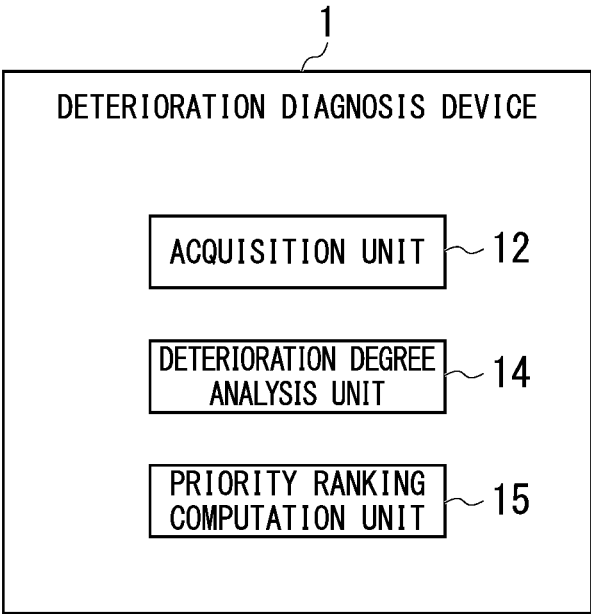 1
DETERIORATION DIAGNOSIS DEVICE
ACQUISITION UNIT
12
DETERIORATION DEGREE
ANALYSIS UNIT
14
PRIORITY RANKING
COMPUTATION UNIT
15